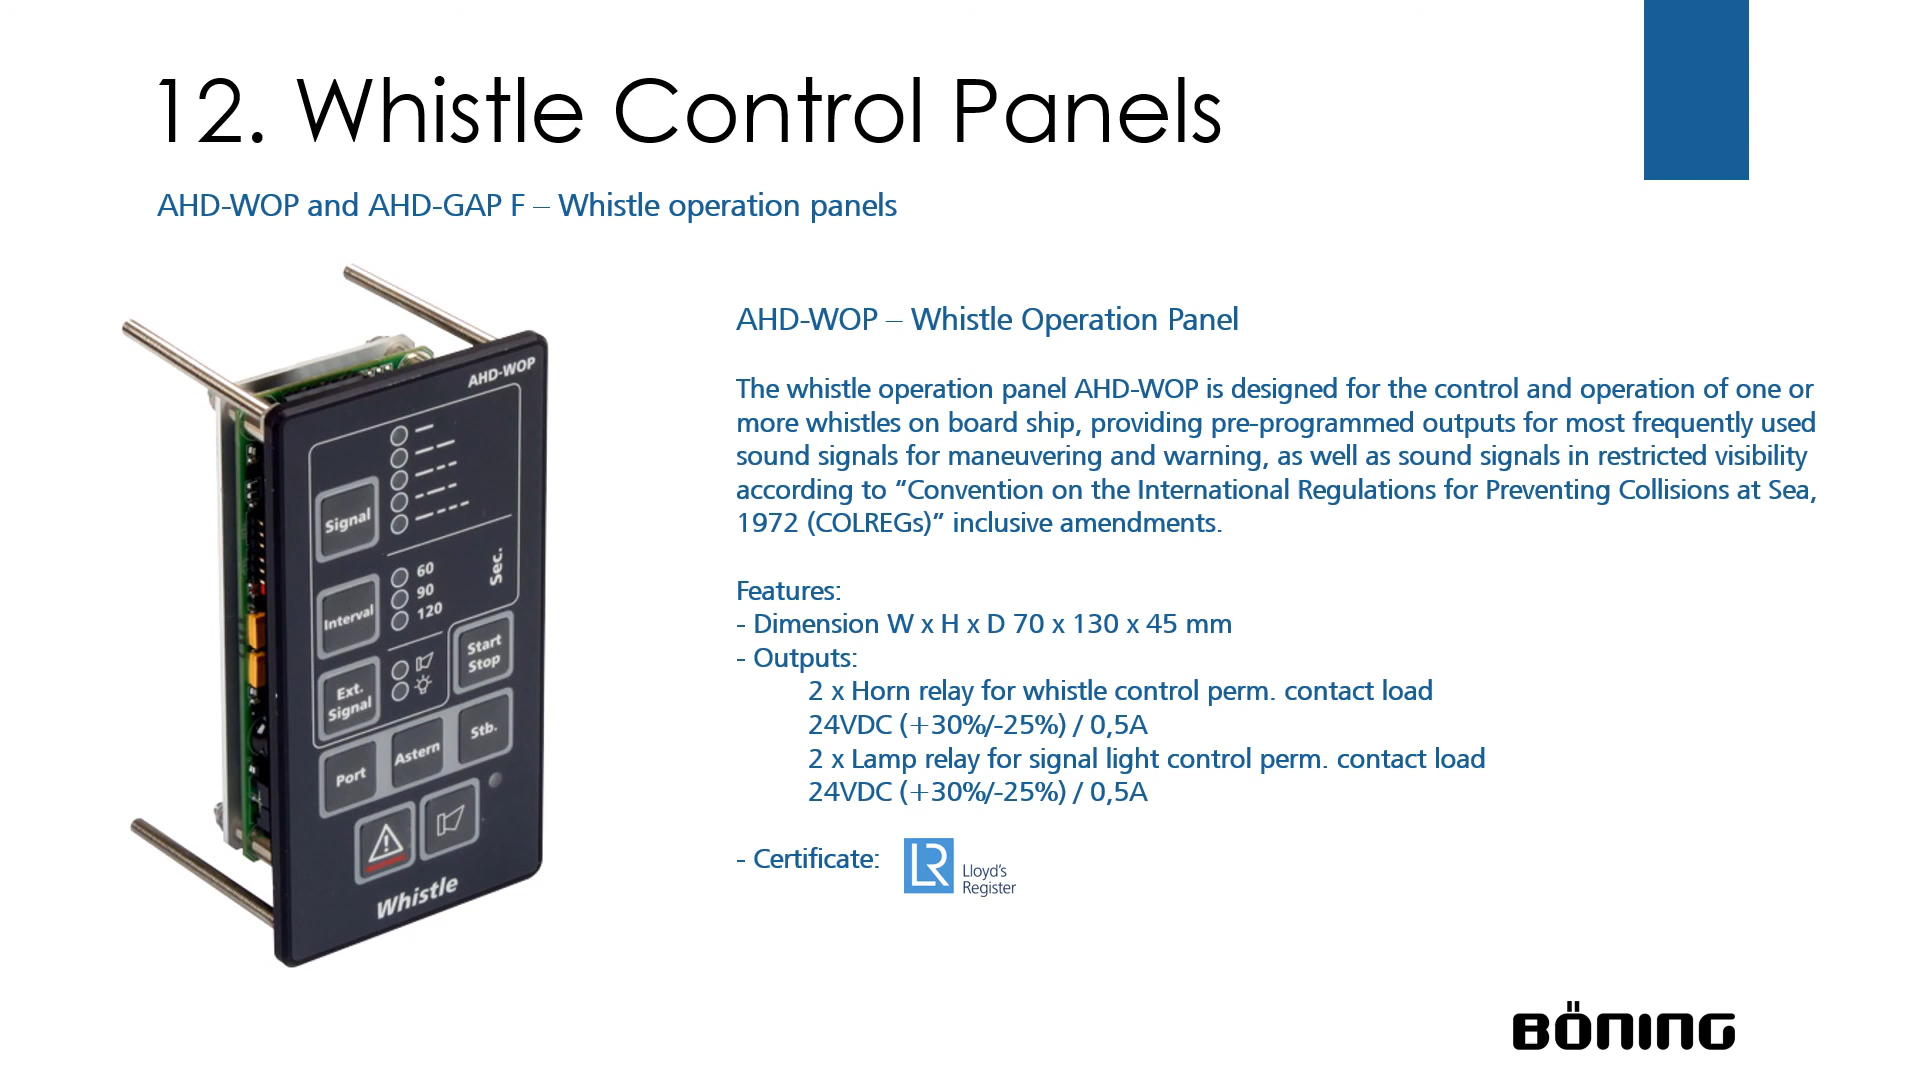 12. Whistle Control Panels
AHD-WOP and AHD-GAP F – Whistle operation panels
AHD-WOP
Signal
Sec.
60
90
120
Interval
Start
Stop
Ext.
Signal
Port
Astern
Stb.
Whistle
AHD-WOP – Whistle Operation Panel
The whistle operation panel AHD-WOP is designed for the control and operation of one or
more whistles on board ship, providing pre-programmed outputs for most frequently used
sound signals for maneuvering and warning, as well as sound signals in restricted visibility
according to “Convention on the International Regulations for Preventing Collisions at Sea,
1972 (COLREGs)” inclusive amendments.
Features:
- Dimension W x H x D 70 x 130 x 45 mm
- Outputs:
2 x Horn relay for whistle control perm. contact load
24VDC (+30%/-25%) / 0,5A
2 x Lamp relay for signal light control perm. contact load
24VDC (+30%/-25%) / 0,5A
- Certificate:
LR
Lloyd’s
Register
BÖNING